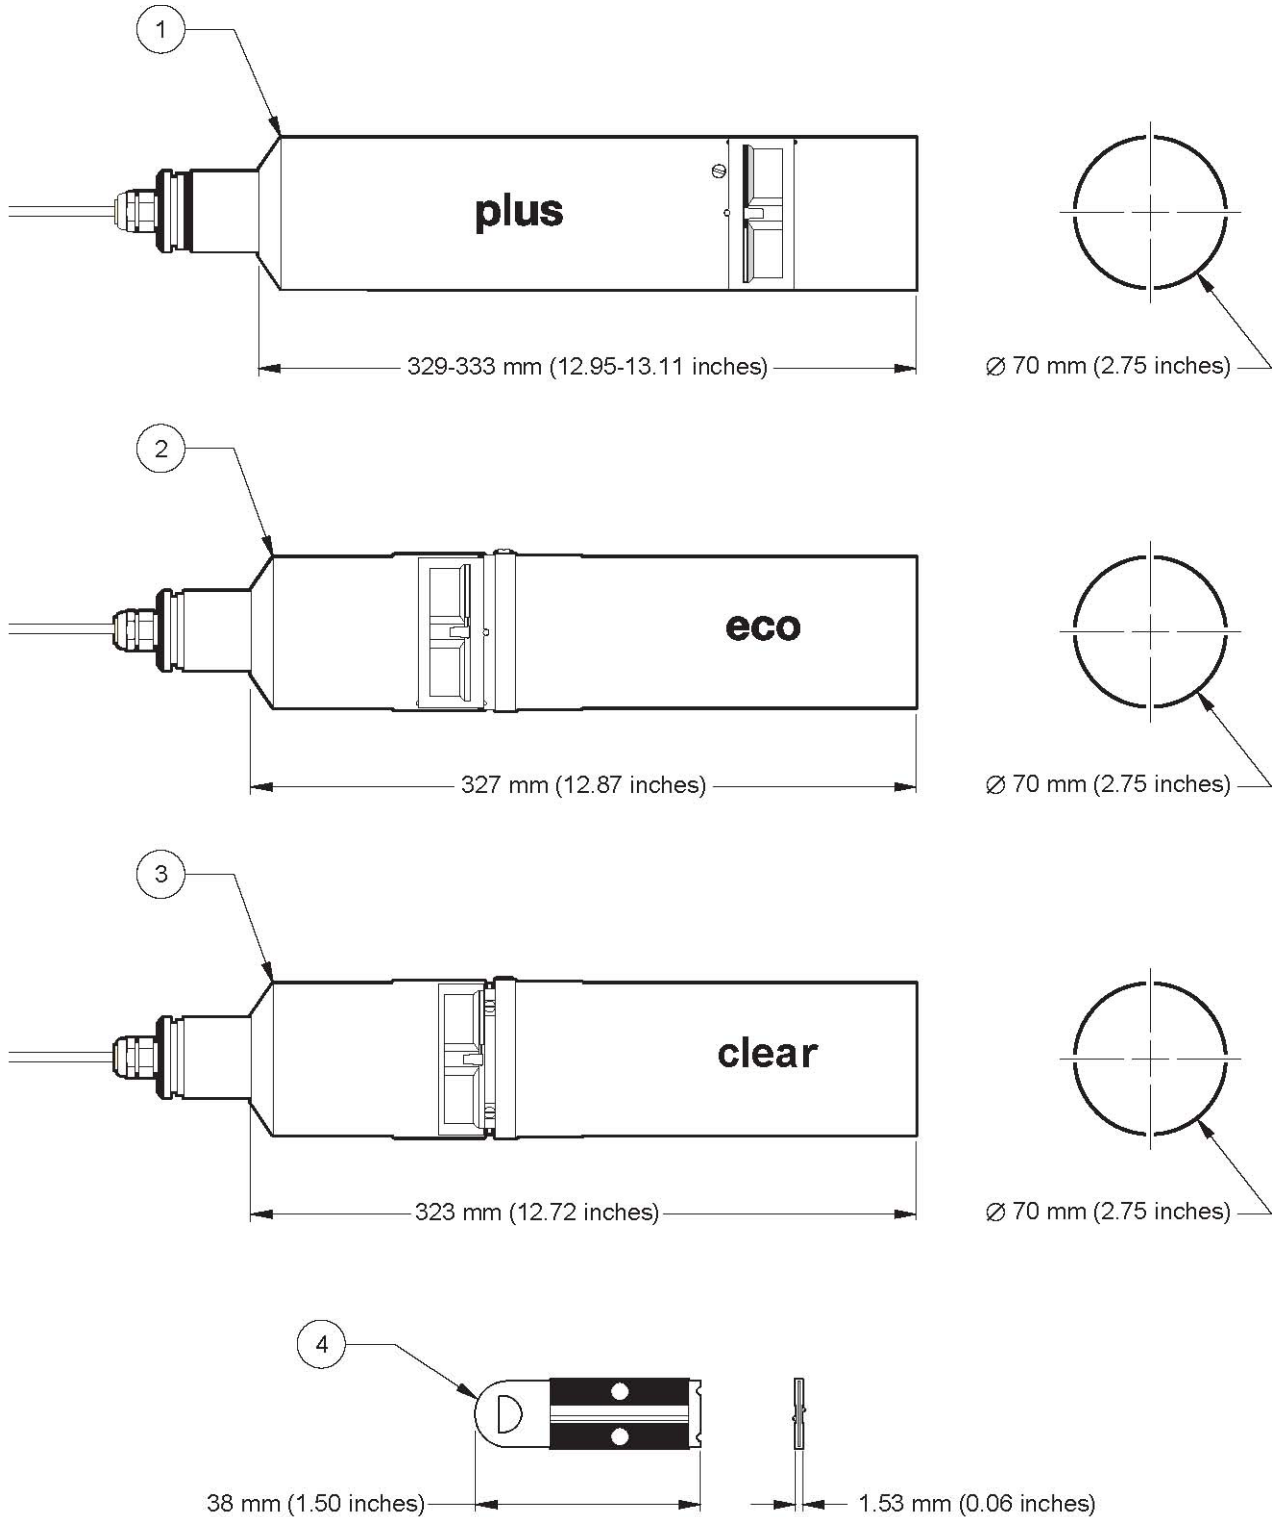 1
plus
329-333 mm (12.95-13.11 inches)
Ø 70 mm (2.75 inches)
2
eco
327 mm (12.87 inches)
Ø 70 mm (2.75 inches)
3
clear
323 mm (12.72 inches)
Ø 70 mm (2.75 inches)
4
38 mm (1.50 inches)
1.53 mm (0.06 inches)